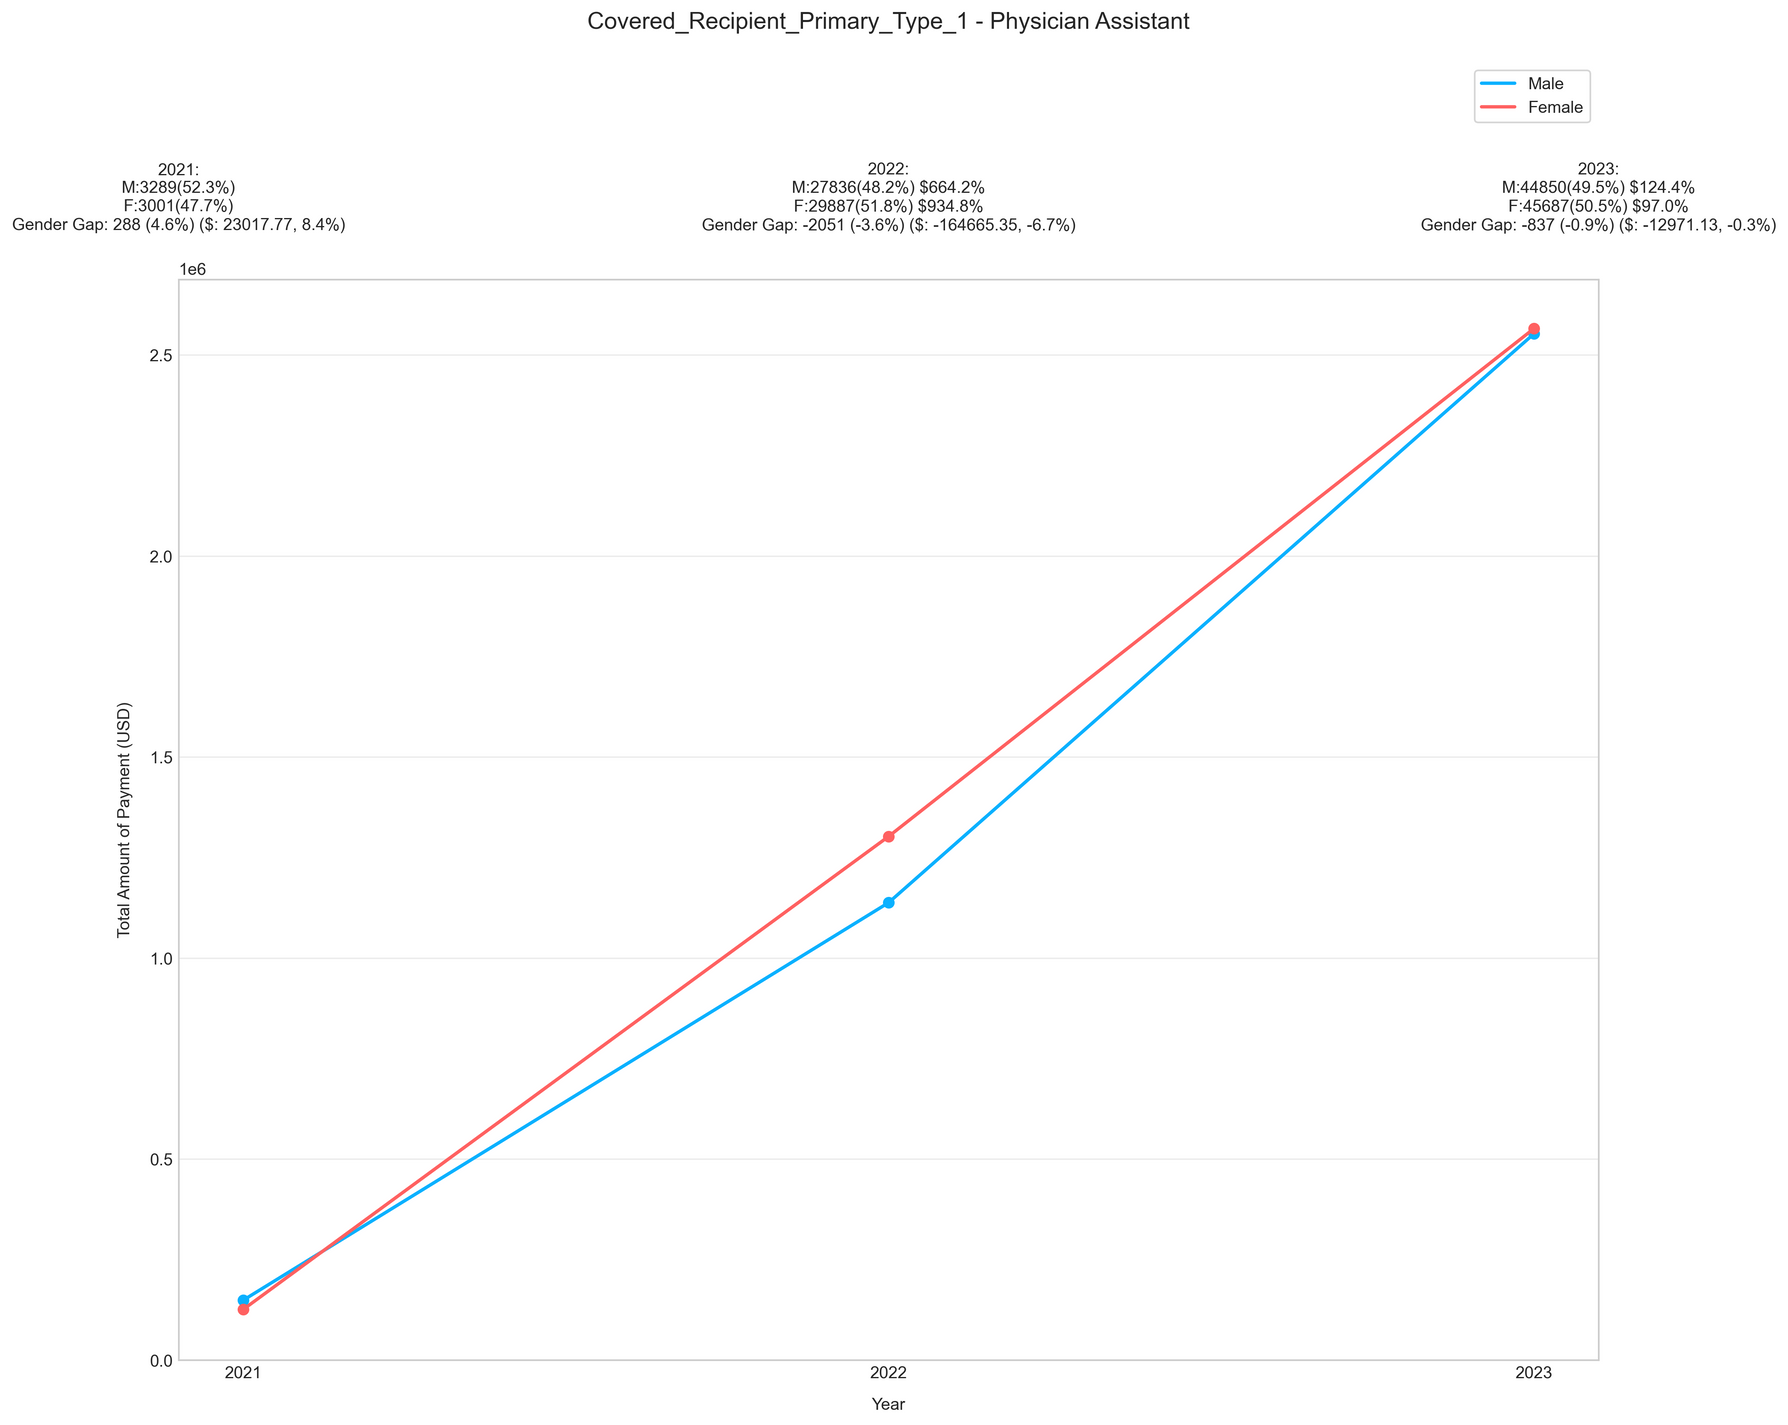 Covered_Recipient_Primary_Type_1 - Physician Assistant
Male
Female
2021:
M:3289(52.3%)
F:3001(47.7%)
Gender Gap: 288 (4.6%) ($: 23017.77, 8.4%)
2022:
M:27836(48.2%) $664.2%
F:29887(51.8%) $934.8%
Gender Gap: -2051 (-3.6%) ($: -164665.35, -6.7%)
2023:
M:44850(49.5%) $124.4%
F:45687(50.5%) $97.0%
Gender Gap: -837 (-0.9%) ($: -12971.13, -0.3%)
1e6
2.5
2.0
1.5
1.0
0.5
0.0
Total Amount of Payment (USD)
2021
2022
2023
Year